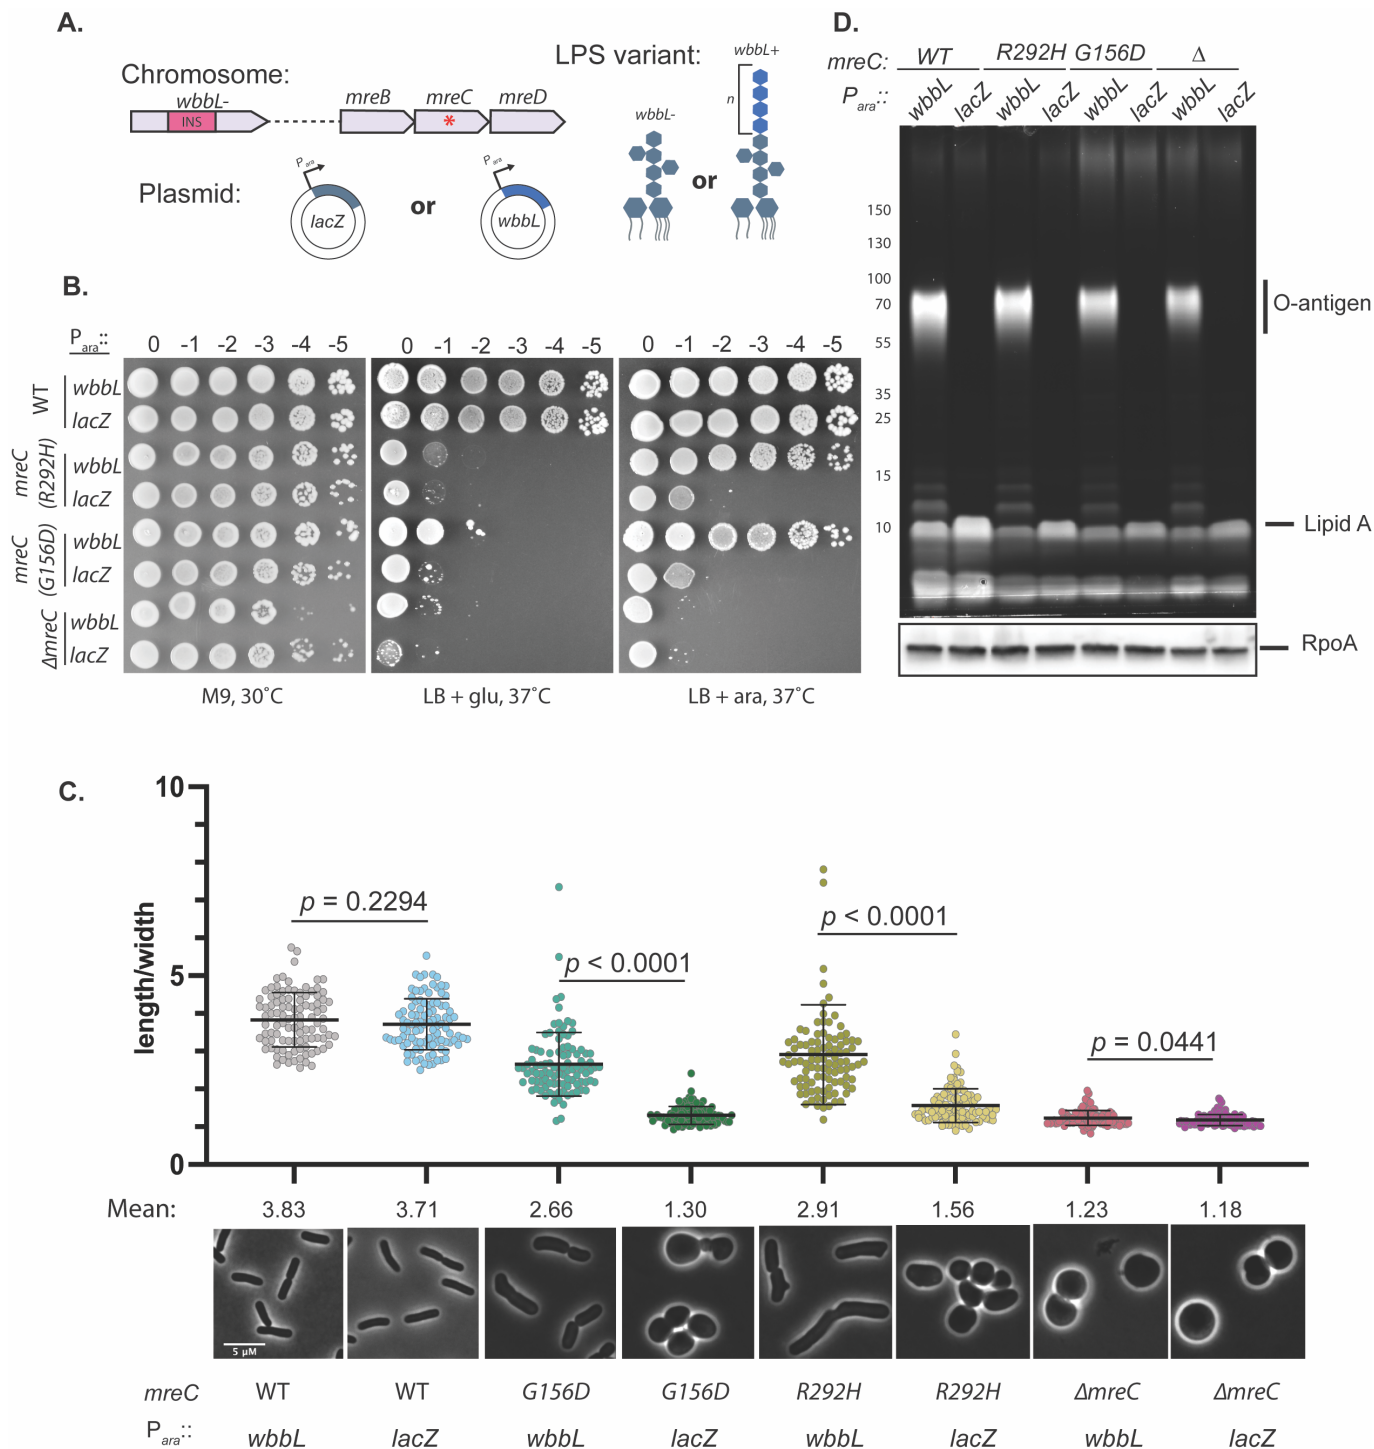 A.
Chromosome:
wbbL-
INS
mreB
mreC
mreD
*
Plasmid:
Para
lacZ
or
Para
wbbL
LPS variant:
wbbL-
or
wbbL+
n
B.
Para::
0 -1 -2 -3 -4 -5
0 -1 -2 -3 -4 -5
0 -1 -2 -3 -4 -5
WT
wbbL
lacZ
mreC
(R292H)
wbbL
lacZ
mreC
(G156D)
wbbL
lacZ
ΔmreC
wbbL
lacZ
M9, 30˚C
LB + glu, 37˚C
LB + ara, 37˚C
D.
mreC: WT R292H G156D Δ
Para:: wbbL lacZ wbbL lacZ wbbL lacZ wbbL lacZ
150
130
100
70
55
35
25
15
10
O-antigen
Lipid A
RpoA
C.
length/width
10
5
0
p = 0.2294
p < 0.0001
p < 0.0001
p = 0.0441
Mean: 3.83 3.71 2.66 1.30 2.91 1.56 1.23 1.18
5 µM
mreC WT WT G156D G156D R292H R292H ΔmreC ΔmreC
Para:: wbbL lacZ wbbL lacZ wbbL lacZ wbbL lacZ